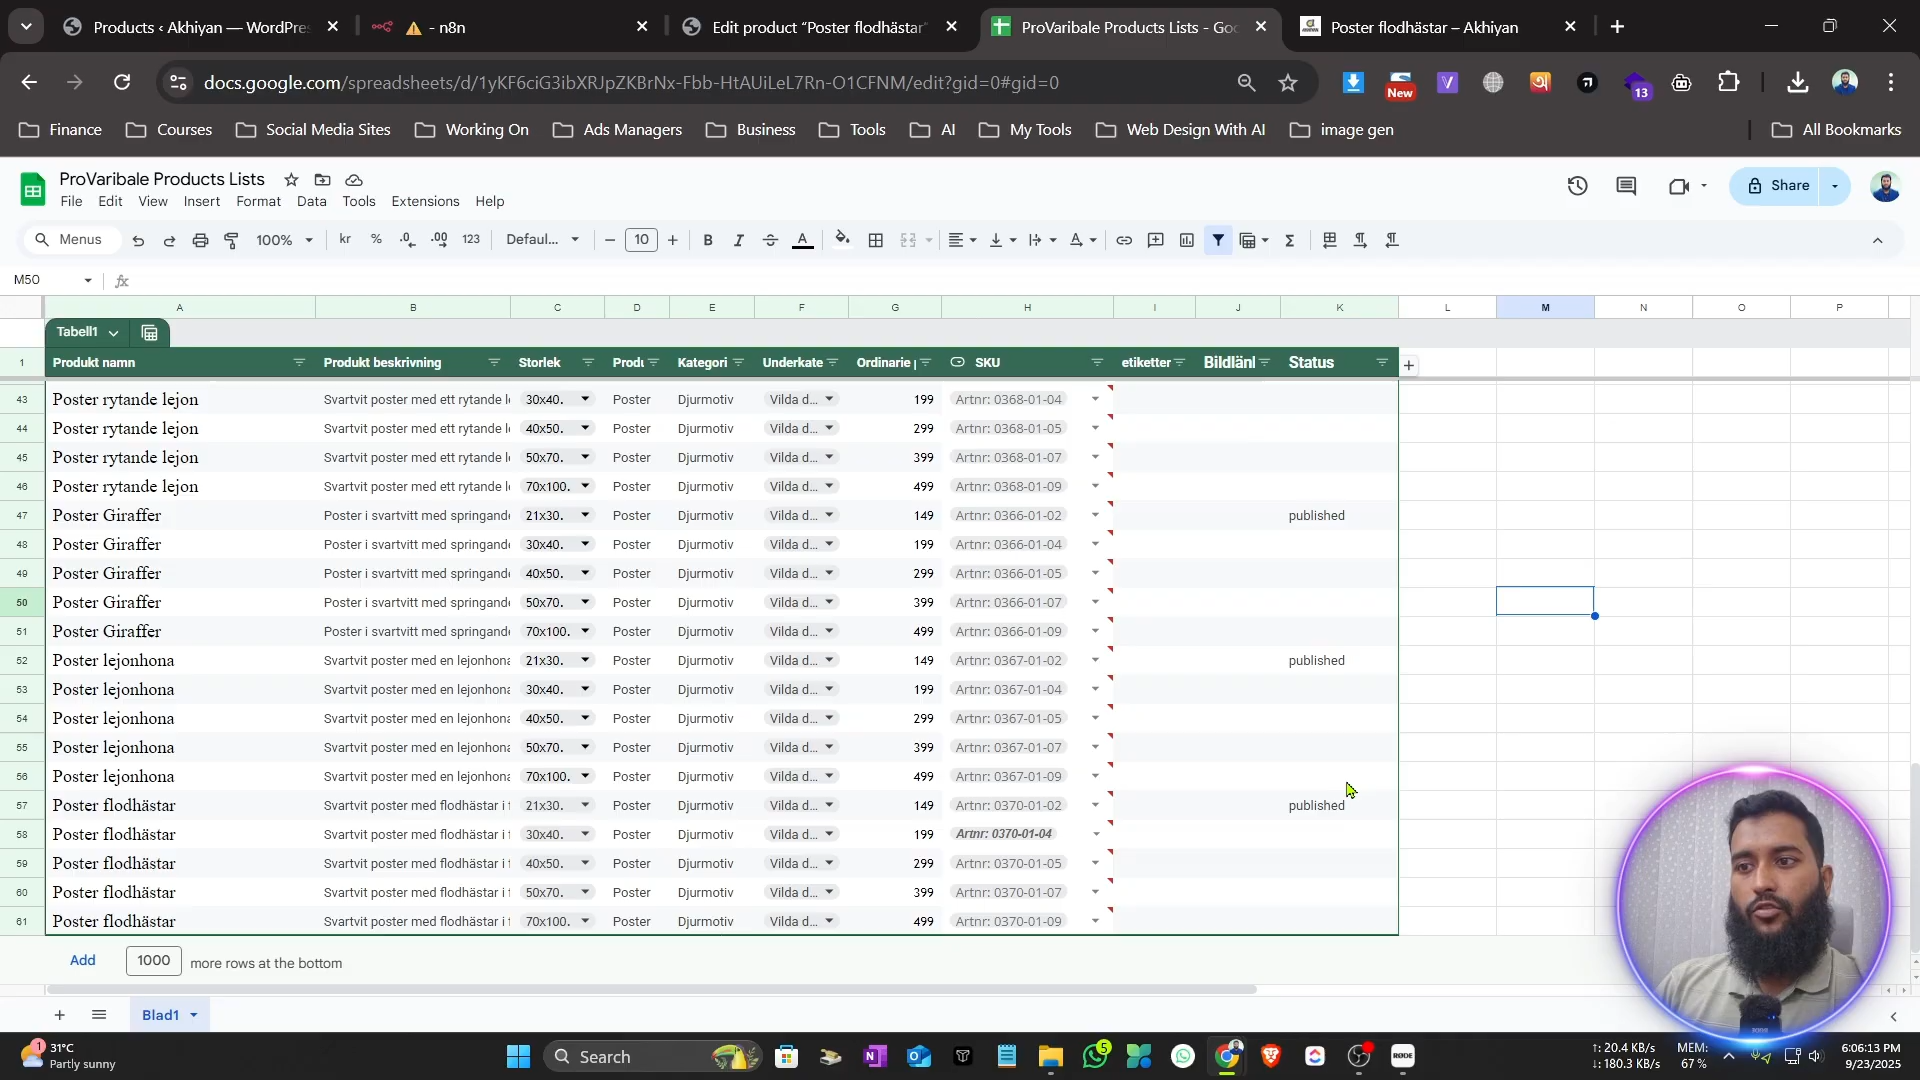 Products ‹ Akhiyan — WordPres
- n8n
Edit product “Poster flodhästar”
ProVaribale Products Lists - Goo
Poster flodhästar – Akhiyan
docs.google.com/spreadsheets/d/1yKF6ciG3ibXRJpZKBrNx-Fbb-HtAUiLeL7Rn-O1CFNM/edit?gid=0#gid=0
New
13
Finance Courses Social Media Sites Working On Ads Managers Business Tools AI My Tools Web Design With AI image gen All Bookmarks
ProVaribale Products Lists
File Edit View Insert Format Data Tools Extensions Help
Share
Menus 100% kr % .0 .00 123 Defaul... 10 B I A
M50
A B C D E F G H I J K L M N O P
Tabell1
1 Produkt namn Produkt beskrivning Storlek Produ Kategori Underkate Ordinarie p SKU etiketter Bildlänl Status
43 Poster rytande lejon Svartvit poster med ett rytande le 30x40. Poster Djurmotiv Vilda d... 199 Artnr: 0368-01-04
44 Poster rytande lejon Svartvit poster med ett rytande le 40x50. Poster Djurmotiv Vilda d... 299 Artnr: 0368-01-05
45 Poster rytande lejon Svartvit poster med ett rytande le 50x70. Poster Djurmotiv Vilda d... 399 Artnr: 0368-01-07
46 Poster rytande lejon Svartvit poster med ett rytande le 70x100. Poster Djurmotiv Vilda d... 499 Artnr: 0368-01-09
47 Poster Giraffer Poster i svartvitt med springand 21x30. Poster Djurmotiv Vilda d... 149 Artnr: 0366-01-02 published
48 Poster Giraffer Poster i svartvitt med springand 30x40. Poster Djurmotiv Vilda d... 199 Artnr: 0366-01-04
49 Poster Giraffer Poster i svartvitt med springand 40x50. Poster Djurmotiv Vilda d... 299 Artnr: 0366-01-05
50 Poster Giraffer Poster i svartvitt med springand 50x70. Poster Djurmotiv Vilda d... 399 Artnr: 0366-01-07
51 Poster Giraffer Poster i svartvitt med springand 70x100. Poster Djurmotiv Vilda d... 499 Artnr: 0366-01-09
52 Poster lejonhona Svartvit poster med en lejonhona 21x30. Poster Djurmotiv Vilda d... 149 Artnr: 0367-01-02 published
53 Poster lejonhona Svartvit poster med en lejonhona 30x40. Poster Djurmotiv Vilda d... 199 Artnr: 0367-01-04
54 Poster lejonhona Svartvit poster med en lejonhona 40x50. Poster Djurmotiv Vilda d... 299 Artnr: 0367-01-05
55 Poster lejonhona Svartvit poster med en lejonhona 50x70. Poster Djurmotiv Vilda d... 399 Artnr: 0367-01-07
56 Poster lejonhona Svartvit poster med en lejonhona 70x100. Poster Djurmotiv Vilda d... 499 Artnr: 0367-01-09
57 Poster flodhästar Svartvit poster med flodhästar i f 21x30. Poster Djurmotiv Vilda d... 149 Artnr: 0370-01-02 published
58 Poster flodhästar Svartvit poster med flodhästar i f 30x40. Poster Djurmotiv Vilda d... 199 Artnr: 0370-01-04
59 Poster flodhästar Svartvit poster med flodhästar i f 40x50. Poster Djurmotiv Vilda d... 299 Artnr: 0370-01-05
60 Poster flodhästar Svartvit poster med flodhästar i f 50x70. Poster Djurmotiv Vilda d... 399 Artnr: 0370-01-07
61 Poster flodhästar Svartvit poster med flodhästar i f 70x100. Poster Djurmotiv Vilda d... 499 Artnr: 0370-01-09
Add 1000 more rows at the bottom
Blad1
1 31°C
Partly sunny
Search
5
RØDE
↑: 20.4 KB/s
↓: 180.3 KB/s
MEM:
67 %
6:06:13 PM
9/23/2025